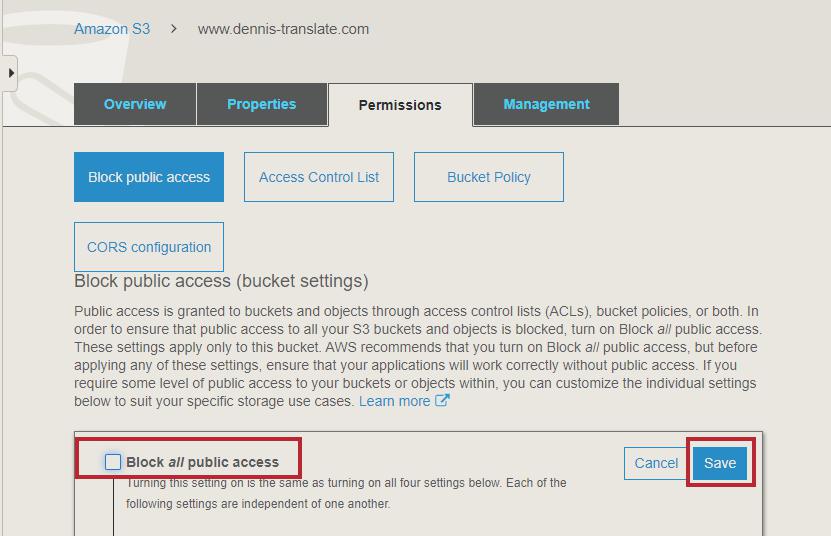 Amazon S3 > www.dennis-translate.com
Overview Properties Permissions Management
Block public access Access Control List Bucket Policy
CORS configuration
Block public access (bucket settings)
Public access is granted to buckets and objects through access control lists (ACLs), bucket policies, or both. In
order to ensure that public access to all your S3 buckets and objects is blocked, turn on Block all public access.
These settings apply only to this bucket. AWS recommends that you turn on Block all public access, but before
applying any of these settings, ensure that your applications will work correctly without public access. If you
require some level of public access to your buckets or objects within, you can customize the individual settings
below to suit your specific storage use cases. Learn more
Block all public access Cancel Save
Turning this setting on is the same as turning on all four settings below. Each of the
following settings are independent of one another.